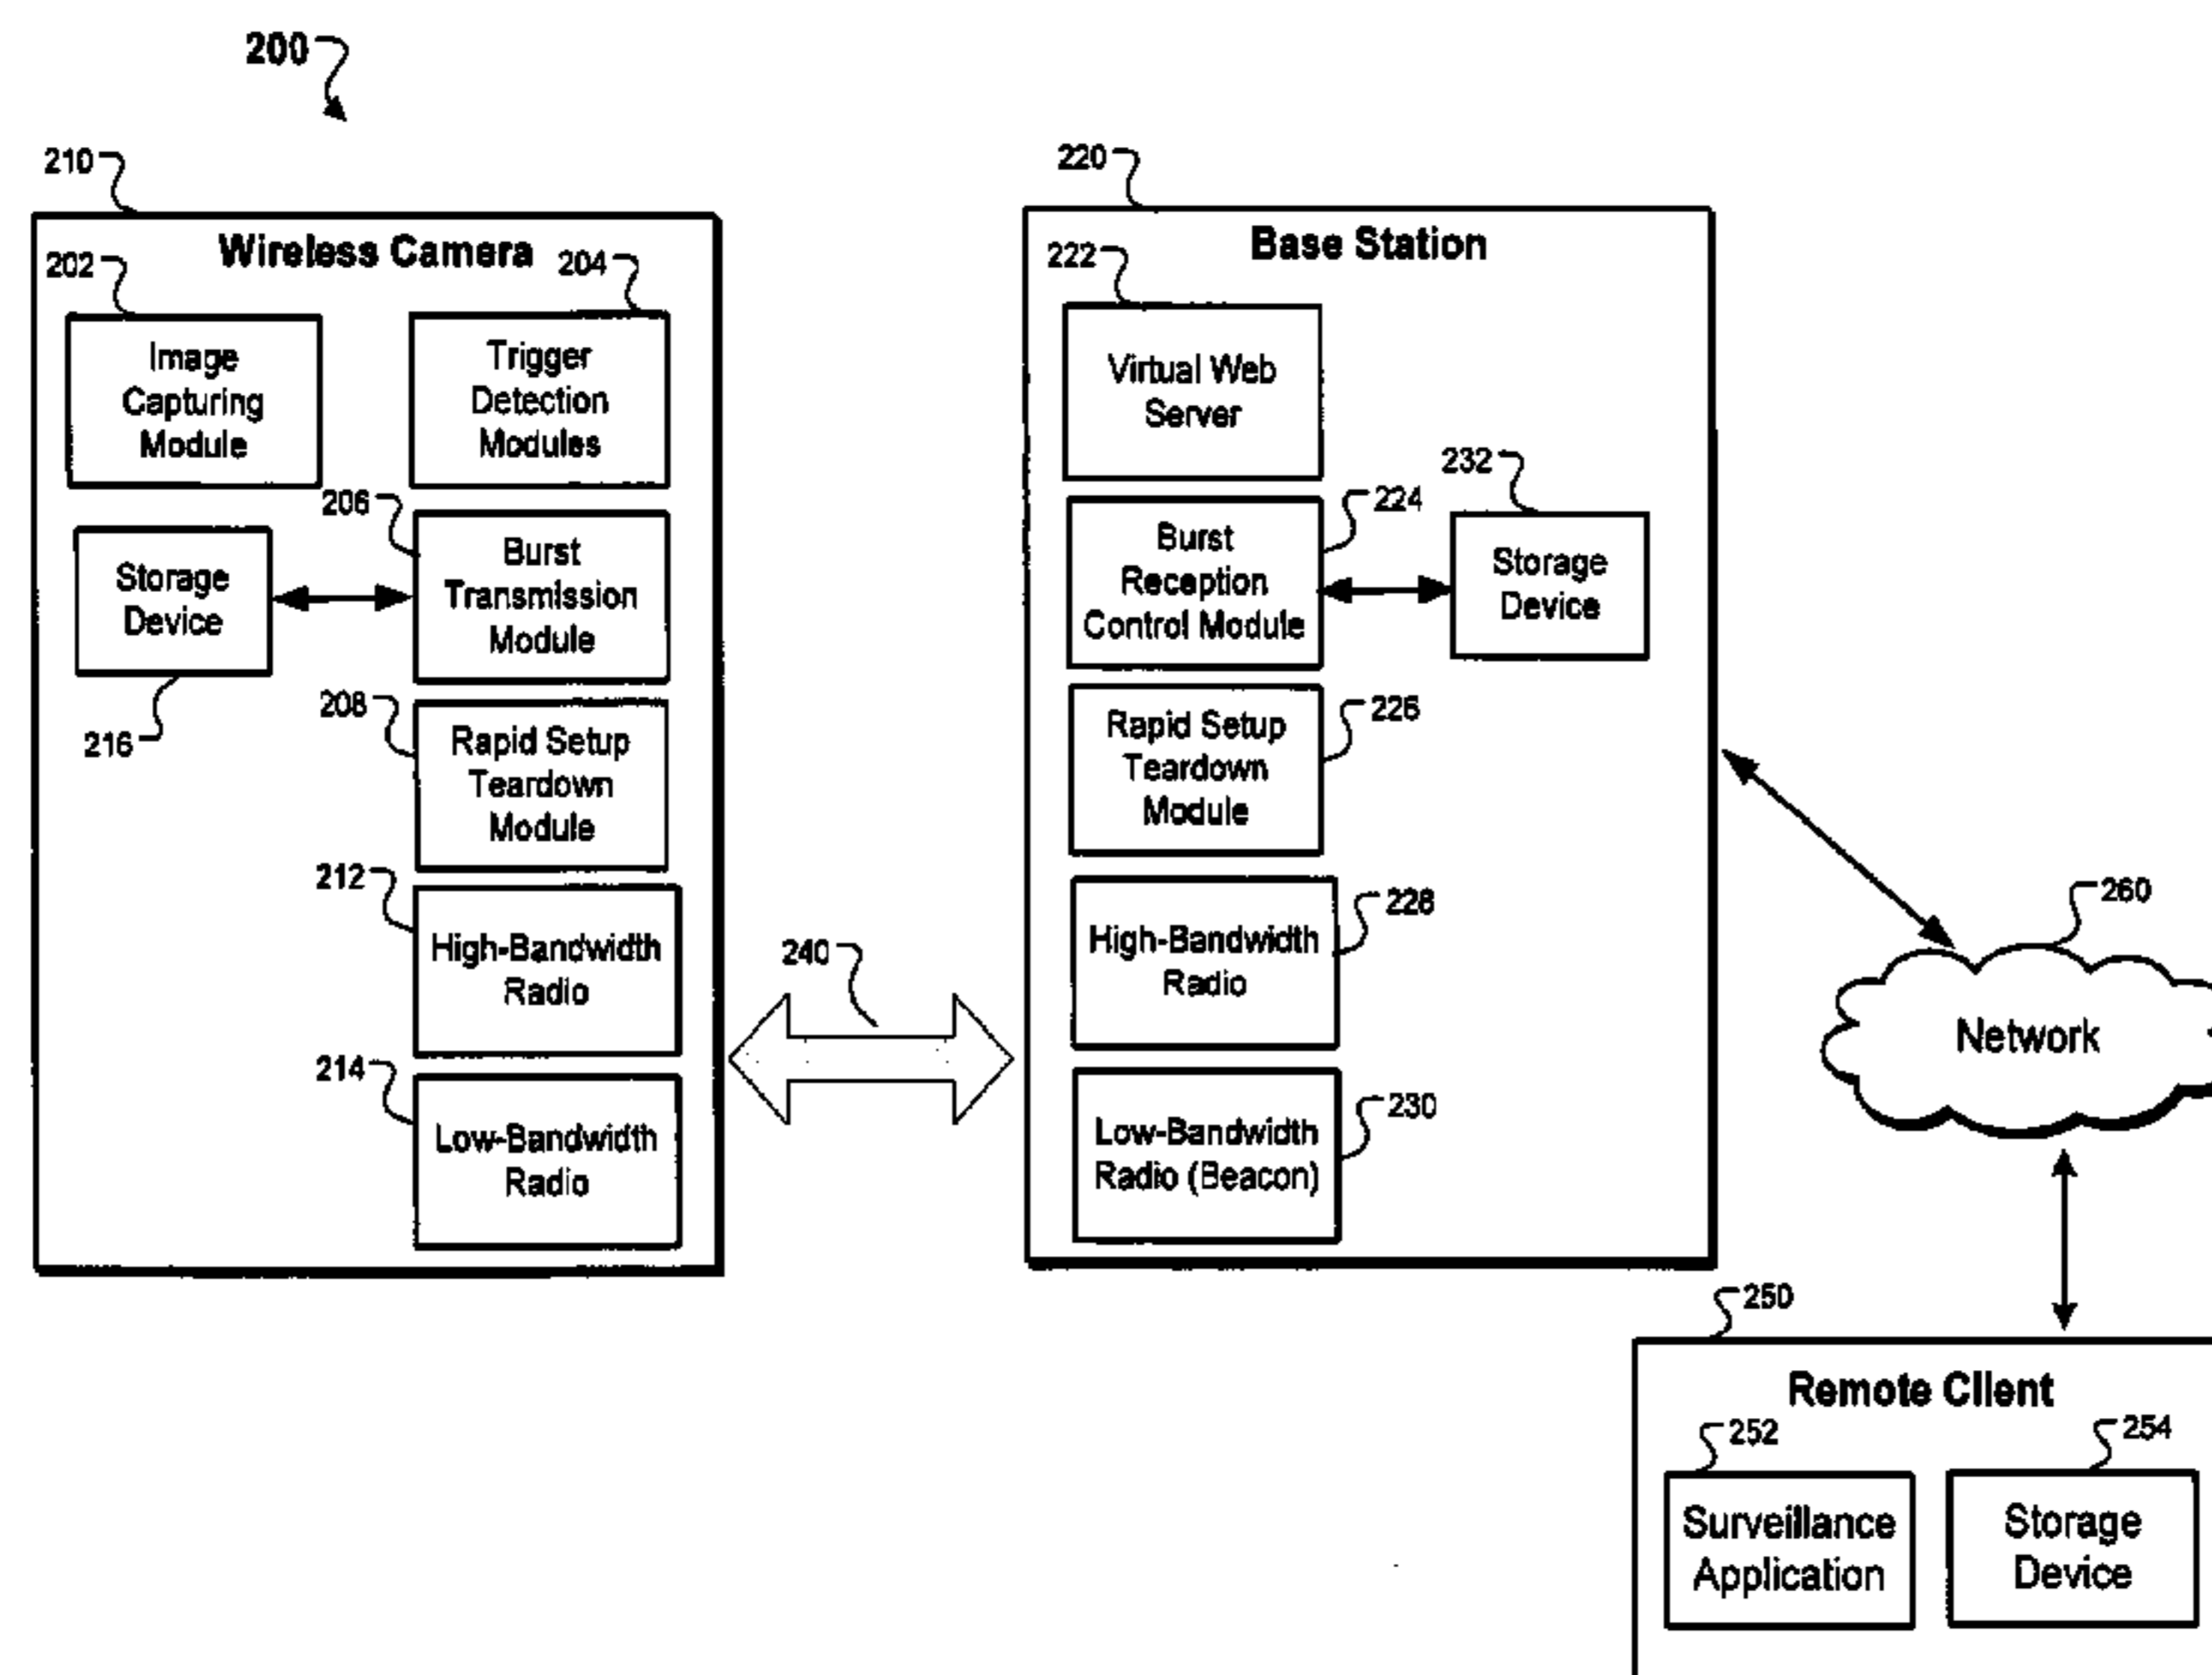 200
210
Wireless Camera
202
204
Image
Capturing
Module
Trigger
Detection
Modules
206
Storage
Device
Burst
Transmission
Module
216
208
Rapid Setup
Teardown
Module
212
High-Bandwidth
Radio
214
Low-Bandwidth
Radio
240
220
Base Station
222
Virtual Web
Server
224
232
Burst
Reception
Control Module
Storage
Device
226
Rapid Setup
Teardown
Module
228
High-Bandwidth
Radio
230
Low-Bandwidth
Radio (Beacon)
260
Network
250
Remote Client
252
254
Surveillance
Application
Storage
Device